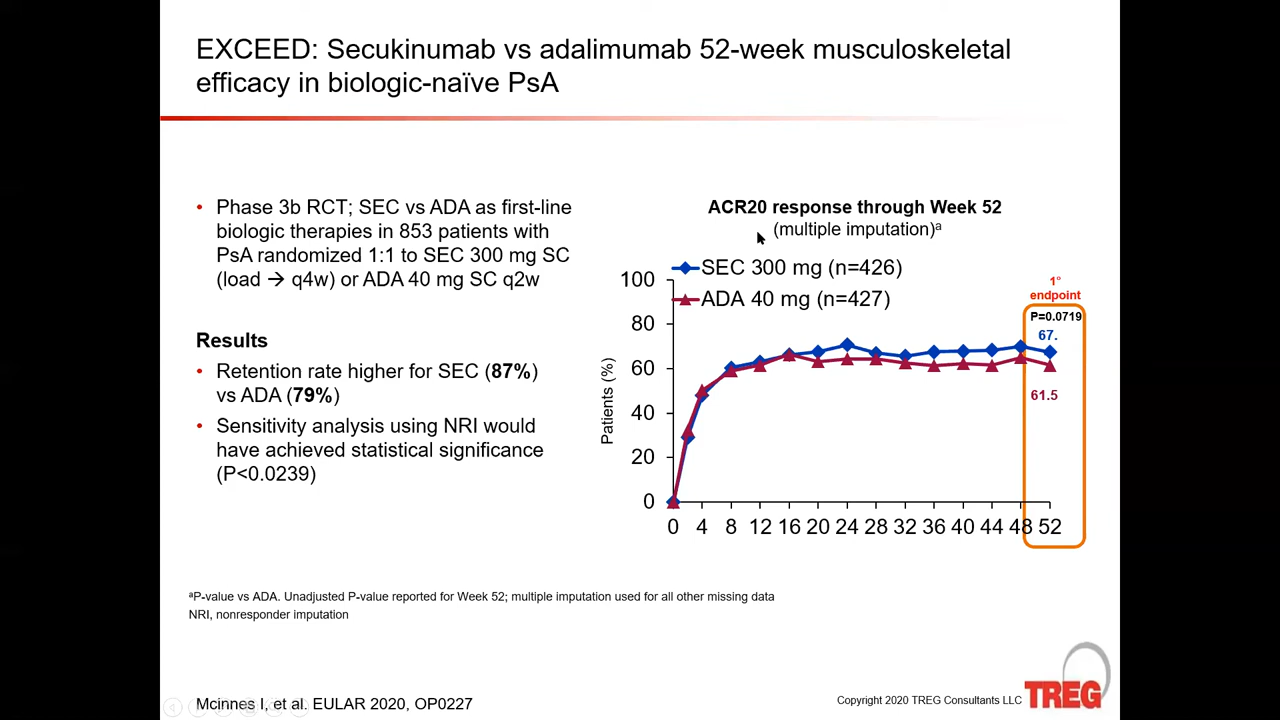 EXCEED: Secukinumab vs adalimumab 52-week musculoskeletal
efficacy in biologic-naïve PsA
• Phase 3b RCT; SEC vs ADA as first-line
biologic therapies in 853 patients with
PsA randomized 1:1 to SEC 300 mg SC
(load → q4w) or ADA 40 mg SC q2w
Results
• Retention rate higher for SEC (87%)
vs ADA (79%)
• Sensitivity analysis using NRI would
have achieved statistical significance
(P<0.0239)
ACR20 response through Week 52
(multiple imputation)ᵃ
SEC 300 mg (n=426)
ADA 40 mg (n=427)
1°
endpoint
P=0.0719
67.
61.5
Patients (%)
100
80
60
40
20
0
0 4 8 12 16 20 24 28 32 36 40 44 48 52
ᵃP-value vs ADA. Unadjusted P-value reported for Week 52; multiple imputation used for all other missing data
NRI, nonresponder imputation
Mcinnes I, et al. EULAR 2020, OP0227
Copyright 2020 TREG Consultants LLC
TREG